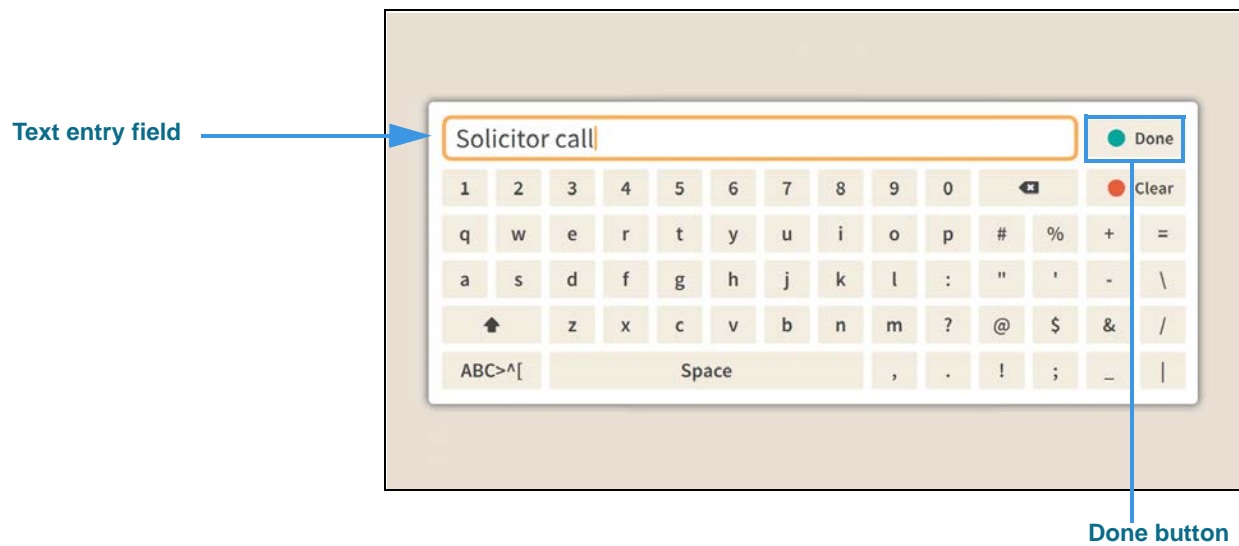 Text entry field
Solicitor call
Done
1 2 3 4 5 6 7 8 9 0
Clear
q w e r t y u i o p # % + =
a s d f g h j k l : " ' - \
z x c v b n m ? @ $ & /
ABC>^[ Space , . ! ; _ |
Done button